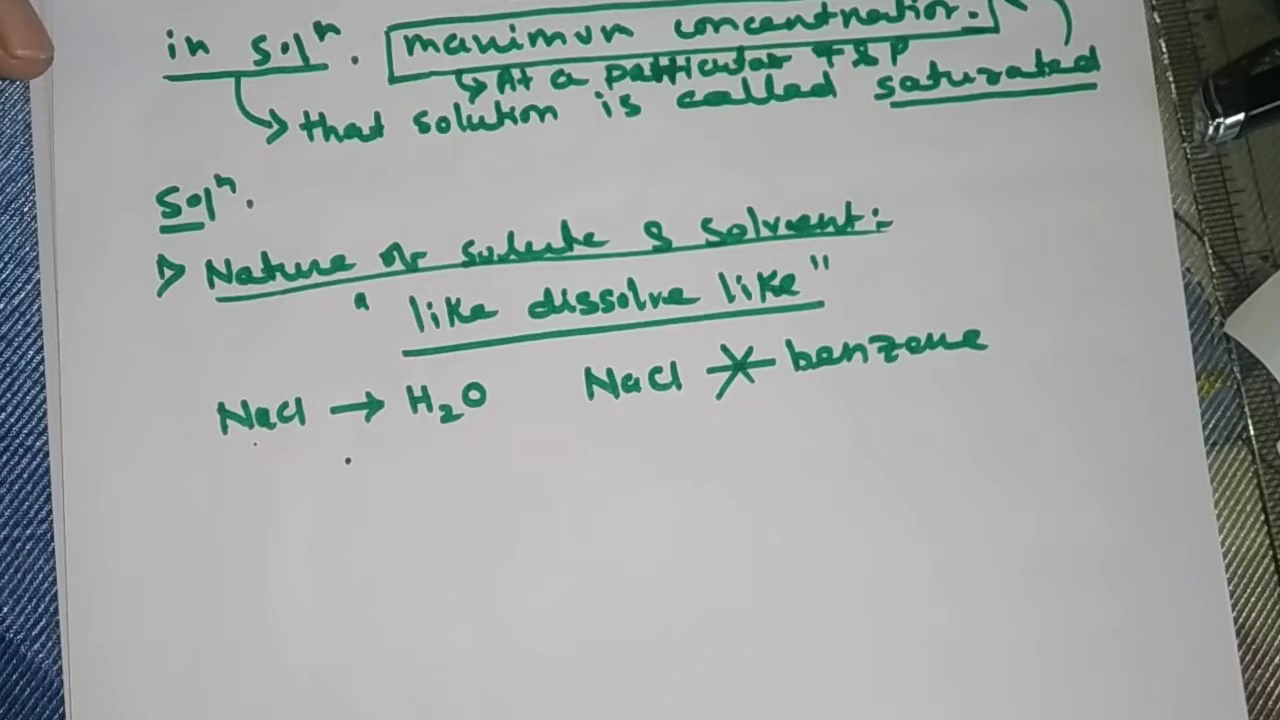 in solⁿ. maximum concentration.
↳ At a particular T & P
↳ that solution is called saturated
solⁿ.
Nature of solute & solvent:-
" like dissolve like "
NaCl → H₂O NaCl benzene